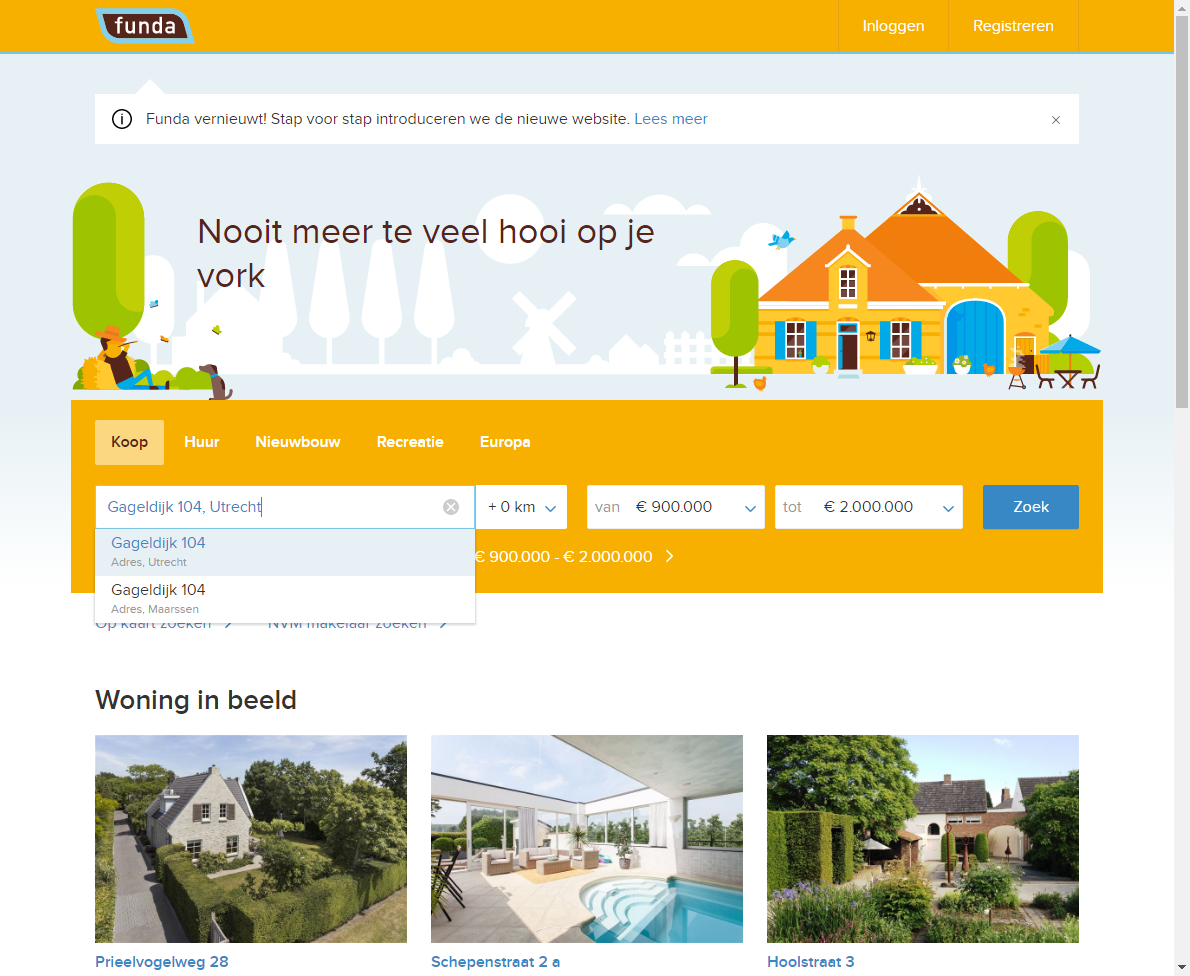 funda
Inloggen
Registreren
Funda vernieuwt! Stap voor stap introduceren we de nieuwe website. Lees meer
Nooit meer te veel hooi op je
vork
Koop
Huur
Nieuwbouw
Recreatie
Europa
Gageldijk 104, Utrecht
+ 0 km
van € 900.000
tot € 2.000.000
Zoek
Gageldijk 104
Adres, Utrecht
€ 900.000 - € 2.000.000
Gageldijk 104
Adres, Maarssen
Op kaart zoeken
NVM makelaar zoeken
Woning in beeld
Prieelvogelweg 28
Schepenstraat 2 a
Hoolstraat 3